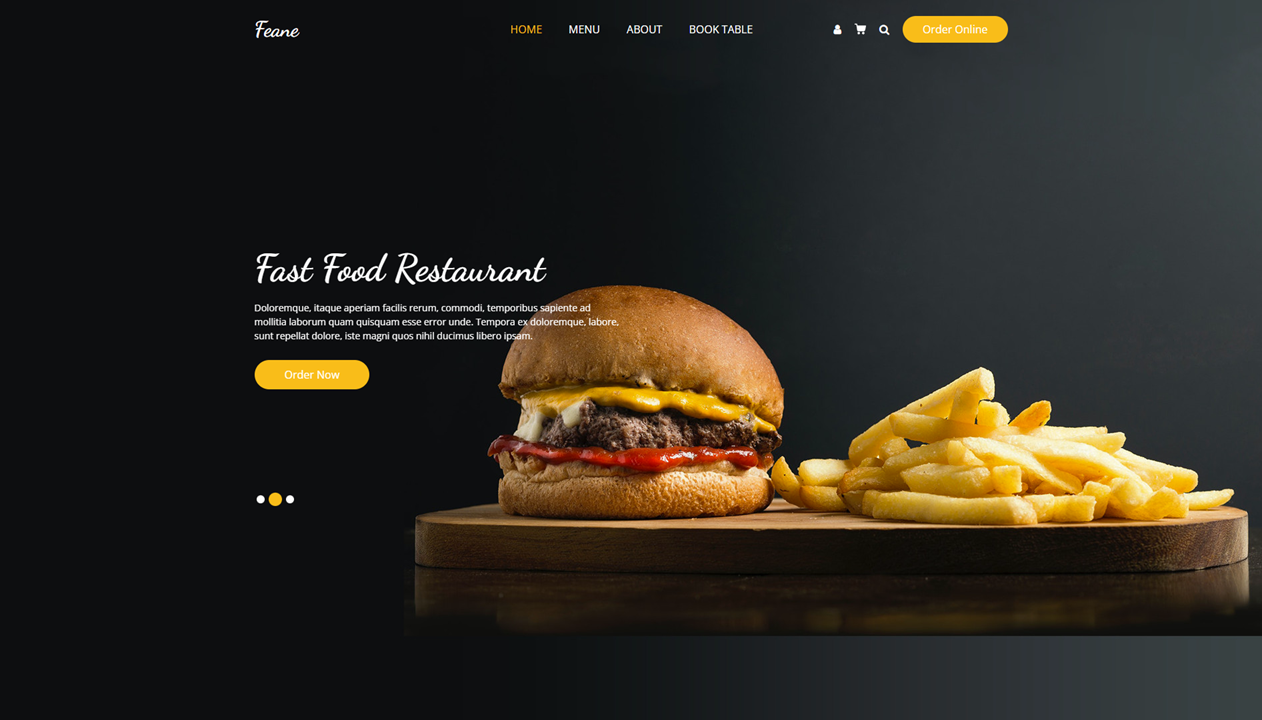 Feane
HOME MENU ABOUT BOOK TABLE
Order Online
Fast Food Restaurant
Doloremque, itaque aperiam facilis rerum, commodi, temporibus sapiente ad
mollitia laborum quam quisquam esse error unde. Tempora ex doloremque, labore,
sunt repellat dolore, iste magni quos nihil ducimus libero ipsam.
Order Now